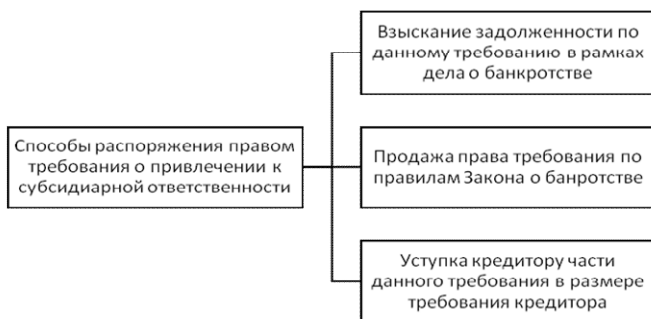 Взыскание задолженности по
данному требованию в рамках
дела о банкротстве
Способы распоряжения правом
требования о привлечении к
субсидиарной ответственности
Продажа права требования по
правилам Закона о банротстве
Уступка кредитору части
данного требования в размере
требования кредитора